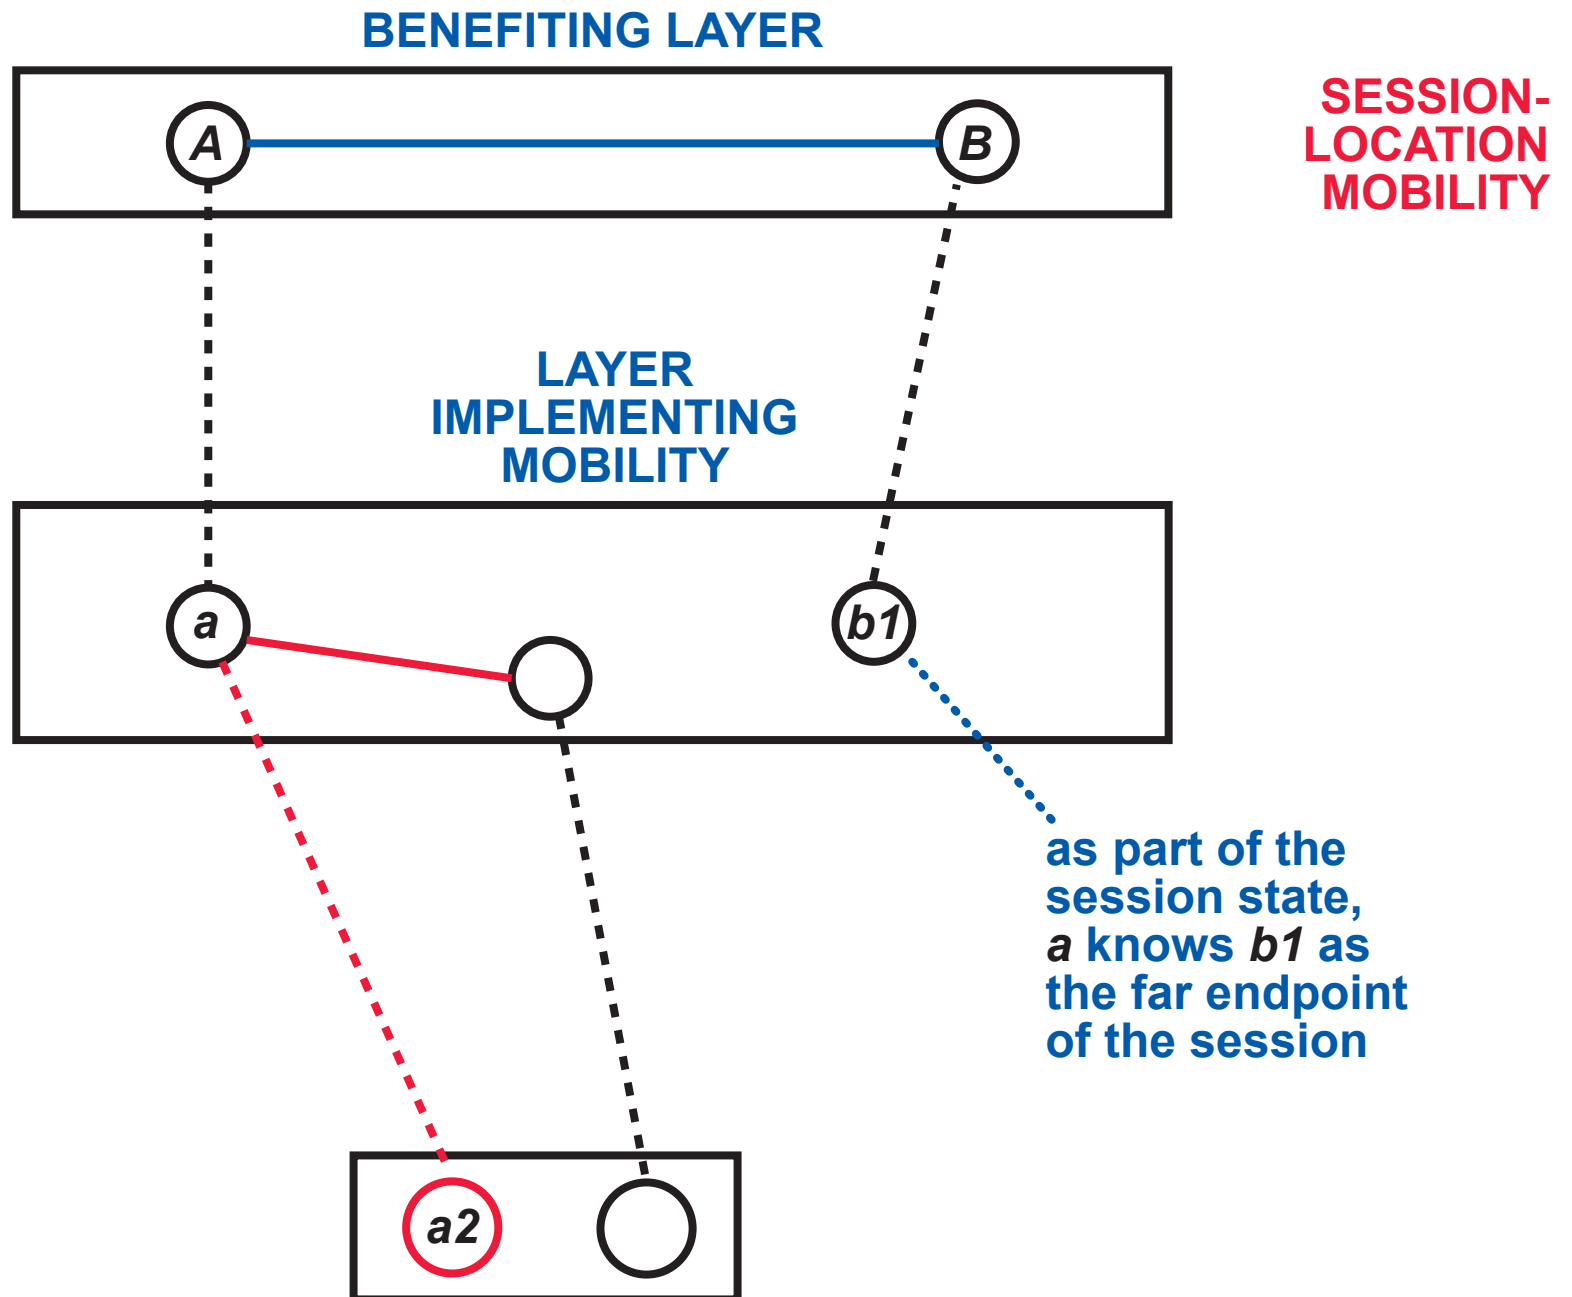 BENEFITING LAYER
SESSION-
LOCATION
MOBILITY
A
B
LAYER
IMPLEMENTING
MOBILITY
a
b1
as part of the
session state,
a knows b1 as
the far endpoint
of the session
a2